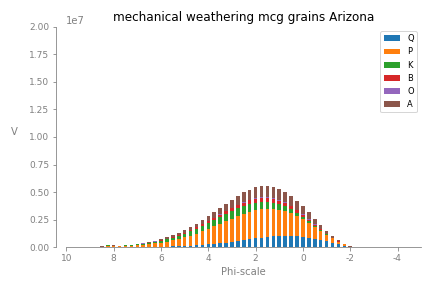 mechanical weathering mcg grains Arizona
1e7
2.00
1.75
1.50
1.25
1.00
0.75
0.50
0.25
0.00
V
10 8 6 4 2 0 -2 -4
Phi-scale
Q
P
K
B
O
A